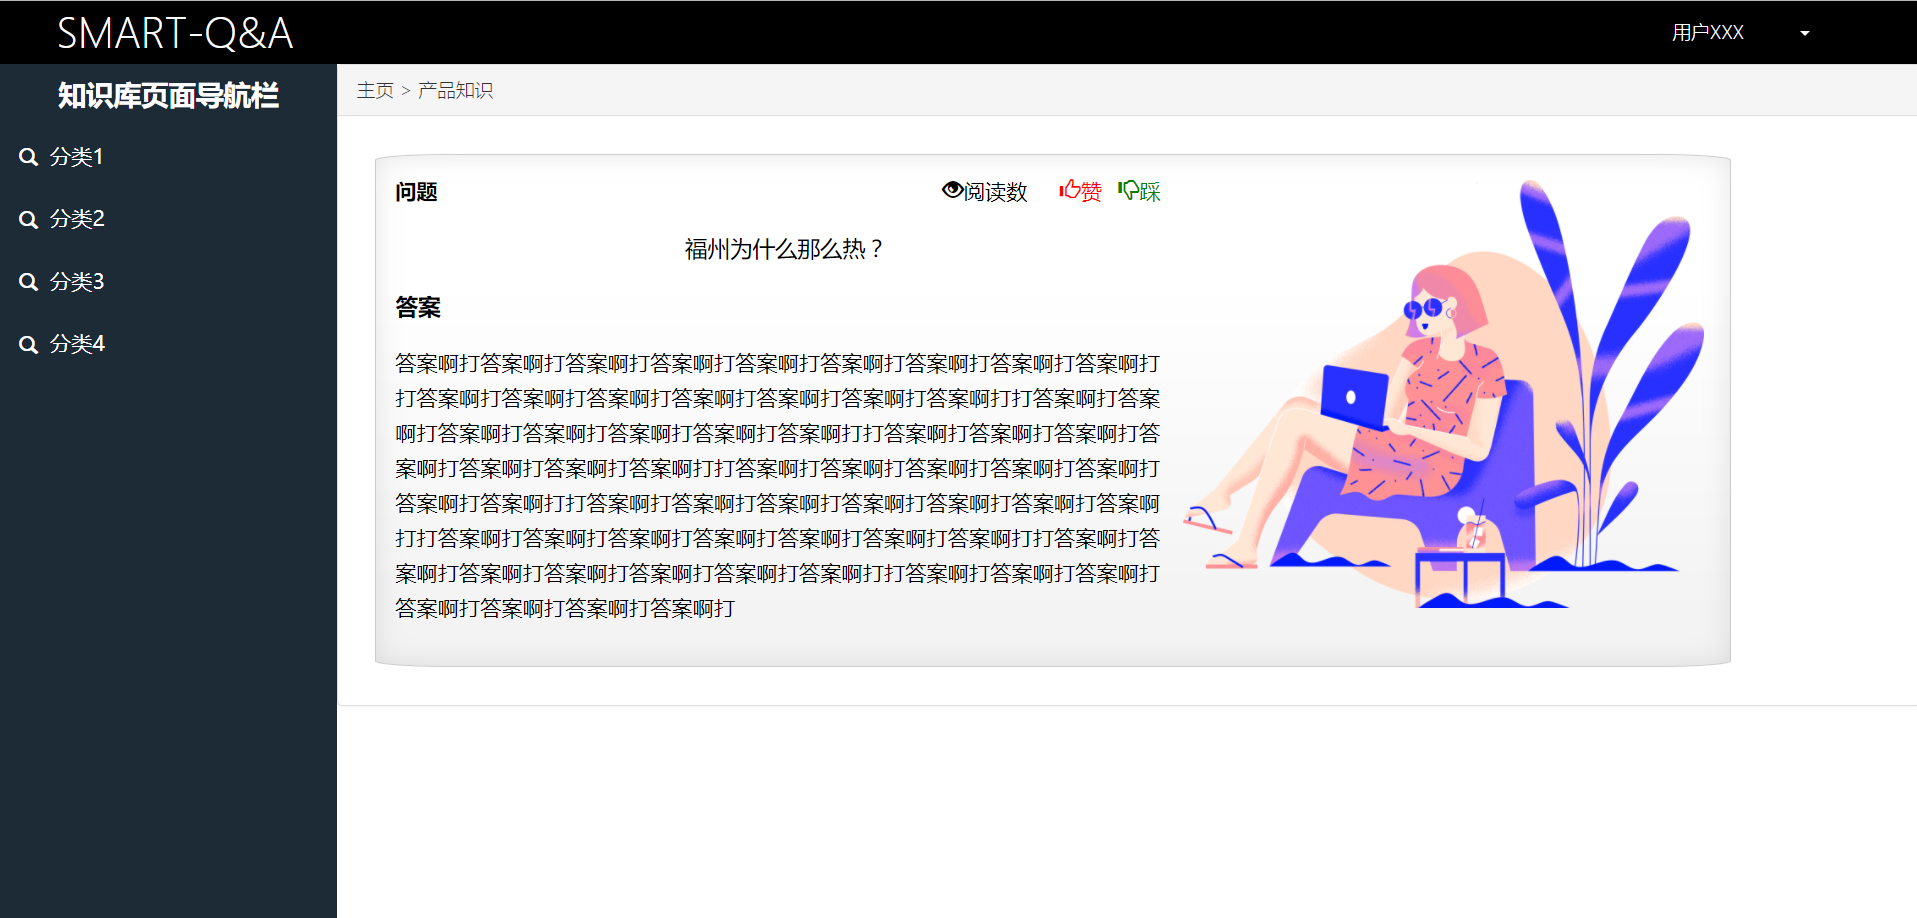 SMART-Q&A
用户XXX
知识库页面导航栏
主页 > 产品知识
分类1
分类2
分类3
分类4
问题
阅读数 赞 踩
福州为什么那么热？
答案
答案啊打答案啊打答案啊打答案啊打答案啊打答案啊打答案啊打答案啊打答案啊打
打答案啊打答案啊打答案啊打答案啊打答案啊打答案啊打答案啊打打答案啊打答案
啊打答案啊打答案啊打答案啊打答案啊打答案啊打打答案啊打答案啊打答案啊打答
案啊打答案啊打答案啊打答案啊打打答案啊打答案啊打答案啊打答案啊打答案啊打
答案啊打答案啊打打答案啊打答案啊打答案啊打答案啊打答案啊打答案啊打答案啊
打打答案啊打答案啊打答案啊打答案啊打答案啊打答案啊打答案啊打打答案啊打答
案啊打答案啊打答案啊打答案啊打答案啊打答案啊打打答案啊打答案啊打答案啊打
答案啊打答案啊打答案啊打答案啊打